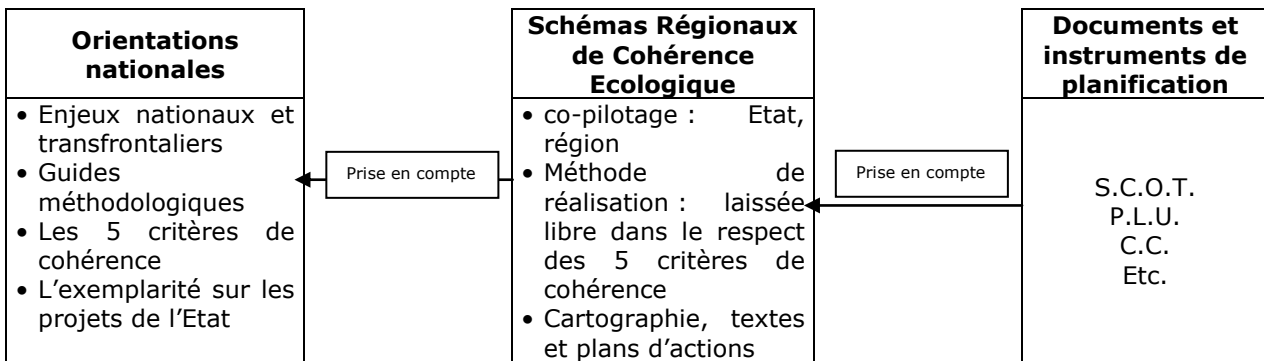 Orientations
nationales
• Enjeux nationaux et
transfrontaliers
• Guides
méthodologiques
• Les 5 critères de
cohérence
• L'exemplarité sur les
projets de l'Etat
Prise en compte
Schémas Régionaux
de Cohérence
Ecologique
• co-pilotage : Etat,
région
• Méthode de
réalisation : laissée
libre dans le respect
des 5 critères de
cohérence
• Cartographie, textes
et plans d'actions
Prise en compte
Documents et
instruments de
planification
S.C.O.T.
P.L.U.
C.C.
Etc.